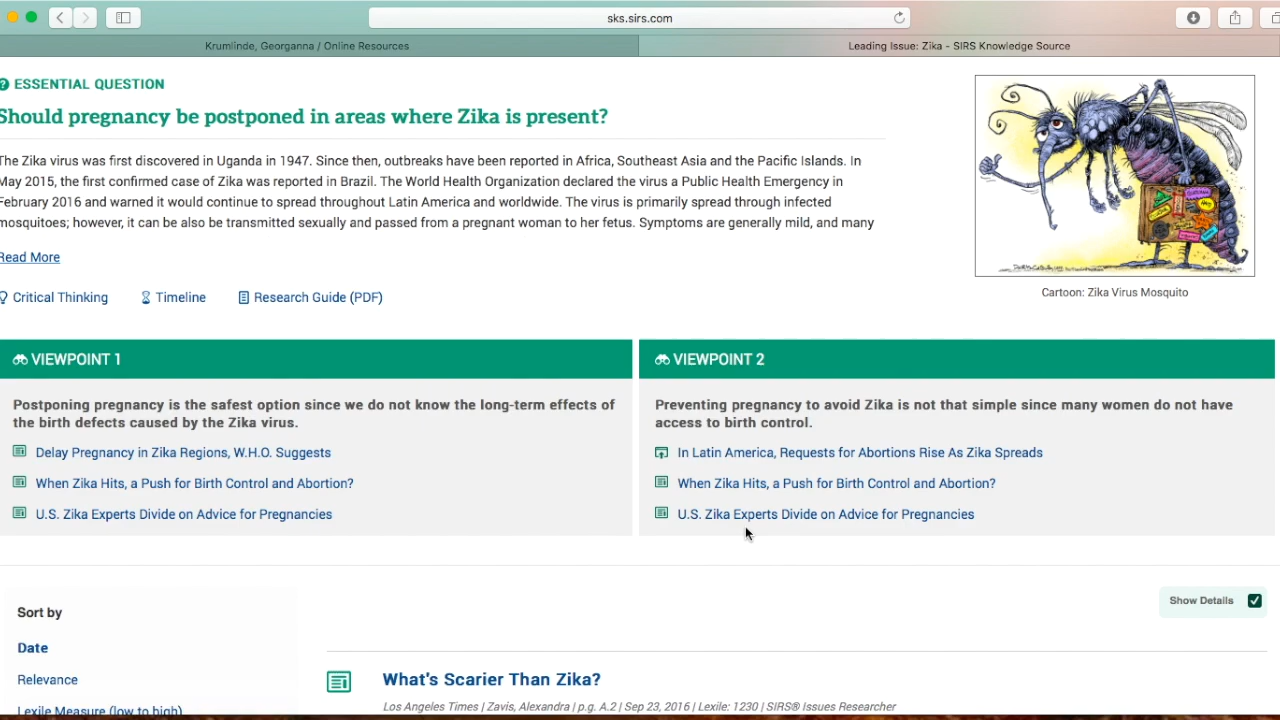 sks.sirs.com
Krumlinde, Georganna / Online Resources
Leading Issue: Zika - SIRS Knowledge Source
ESSENTIAL QUESTION
Should pregnancy be postponed in areas where Zika is present?
The Zika virus was first discovered in Uganda in 1947. Since then, outbreaks have been reported in Africa, Southeast Asia and the Pacific Islands. In
May 2015, the first confirmed case of Zika was reported in Brazil. The World Health Organization declared the virus a Public Health Emergency in
February 2016 and warned it would continue to spread throughout Latin America and worldwide. The virus is primarily spread through infected
mosquitoes; however, it can be also be transmitted sexually and passed from a pregnant woman to her fetus. Symptoms are generally mild, and many
Read More
Critical Thinking Timeline Research Guide (PDF)
Cartoon: Zika Virus Mosquito
VIEWPOINT 1
Postponing pregnancy is the safest option since we do not know the long-term effects of
the birth defects caused by the Zika virus.
Delay Pregnancy in Zika Regions, W.H.O. Suggests
When Zika Hits, a Push for Birth Control and Abortion?
U.S. Zika Experts Divide on Advice for Pregnancies
VIEWPOINT 2
Preventing pregnancy to avoid Zika is not that simple since many women do not have
access to birth control.
In Latin America, Requests for Abortions Rise As Zika Spreads
When Zika Hits, a Push for Birth Control and Abortion?
U.S. Zika Experts Divide on Advice for Pregnancies
Show Details
Sort by
Date
Relevance
Lexile Measure (low to high)
What's Scarier Than Zika?
Los Angeles Times | Zavis, Alexandra | p.g. A.2 | Sep 23, 2016 | Lexile: 1230 | SIRS® Issues Researcher